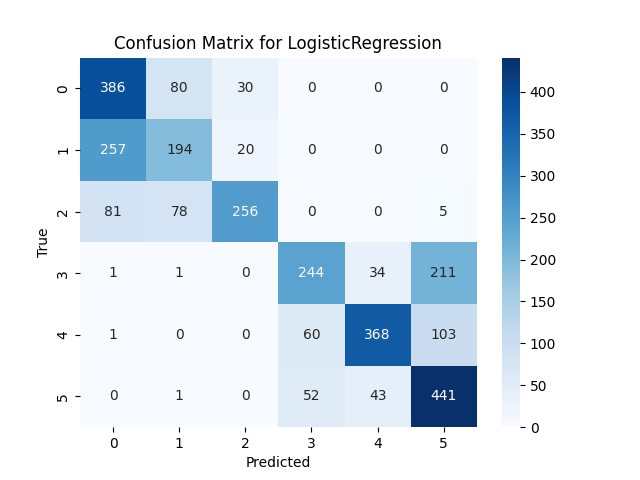 Confusion Matrix for LogisticRegression
0 386 80 30 0 0 0
1 257 194 20 0 0 0
2 81 78 256 0 0 5
3 1 1 0 244 34 211
4 1 0 0 60 368 103
5 0 1 0 52 43 441
0 1 2 3 4 5
True
Predicted
400
350
300
250
200
150
100
50
0